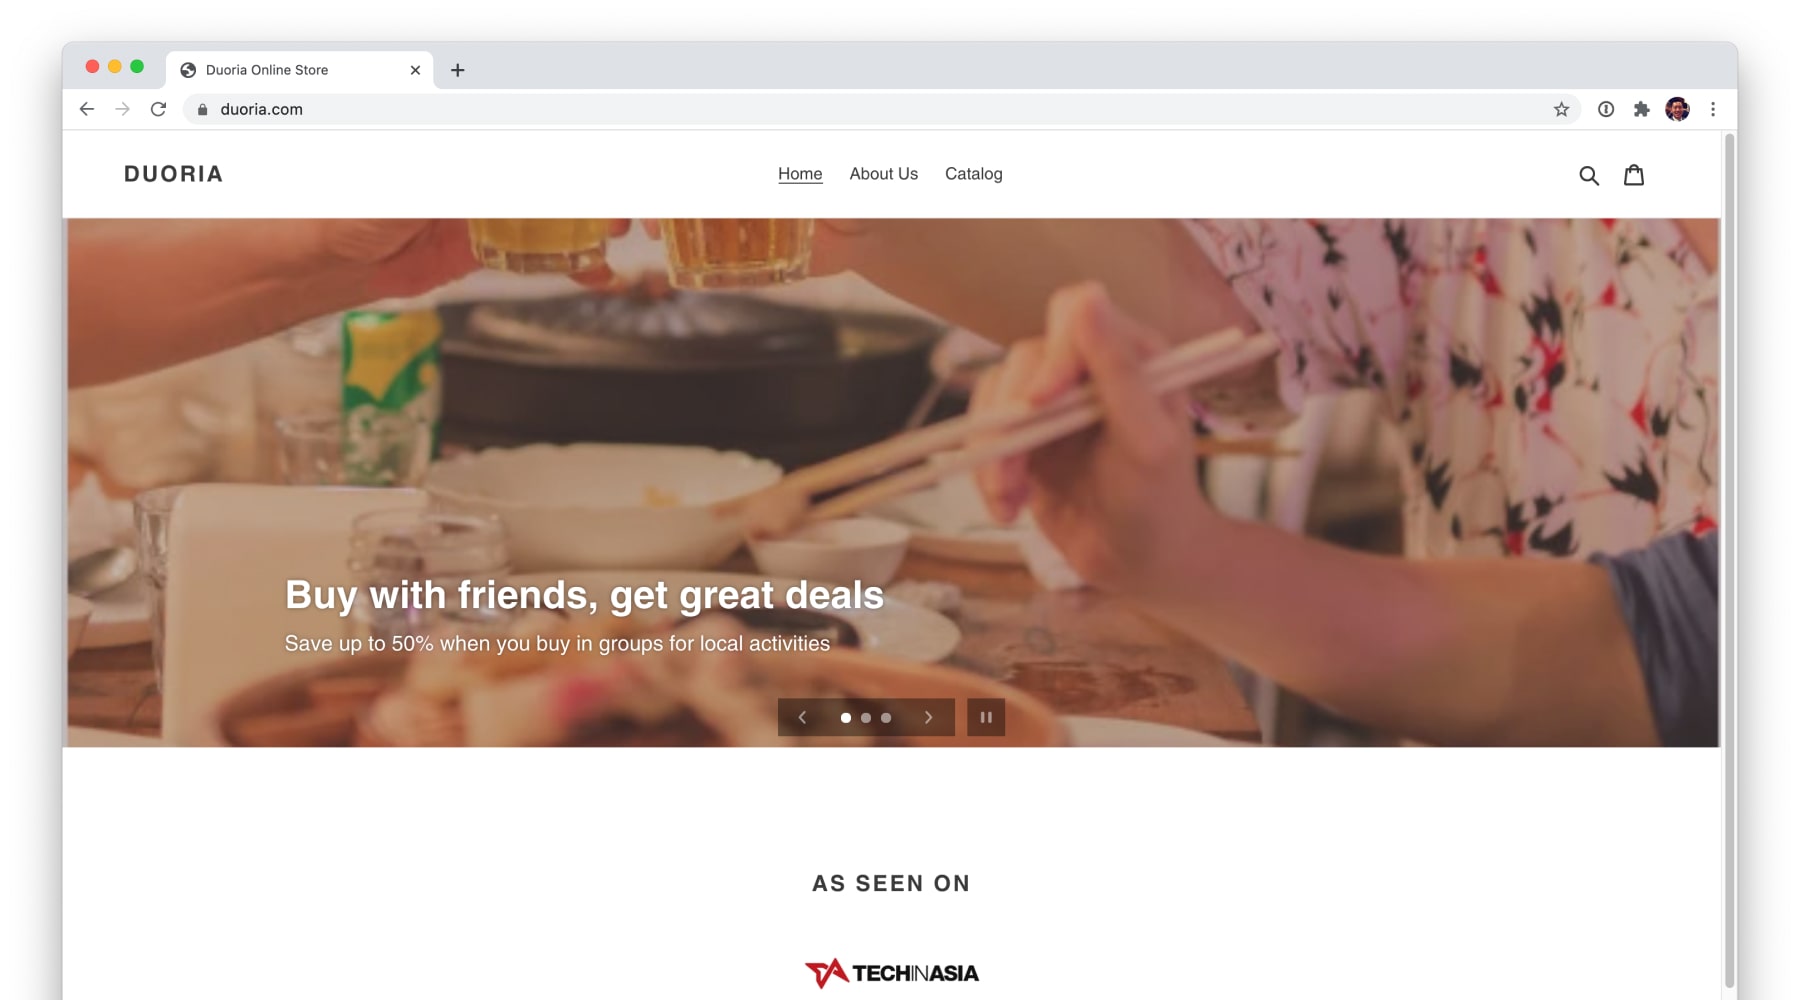 Duoria Online Store
duoria.com
DUORIA
Home About Us Catalog
Buy with friends, get great deals
Save up to 50% when you buy in groups for local activities
AS SEEN ON
TECHINASIA